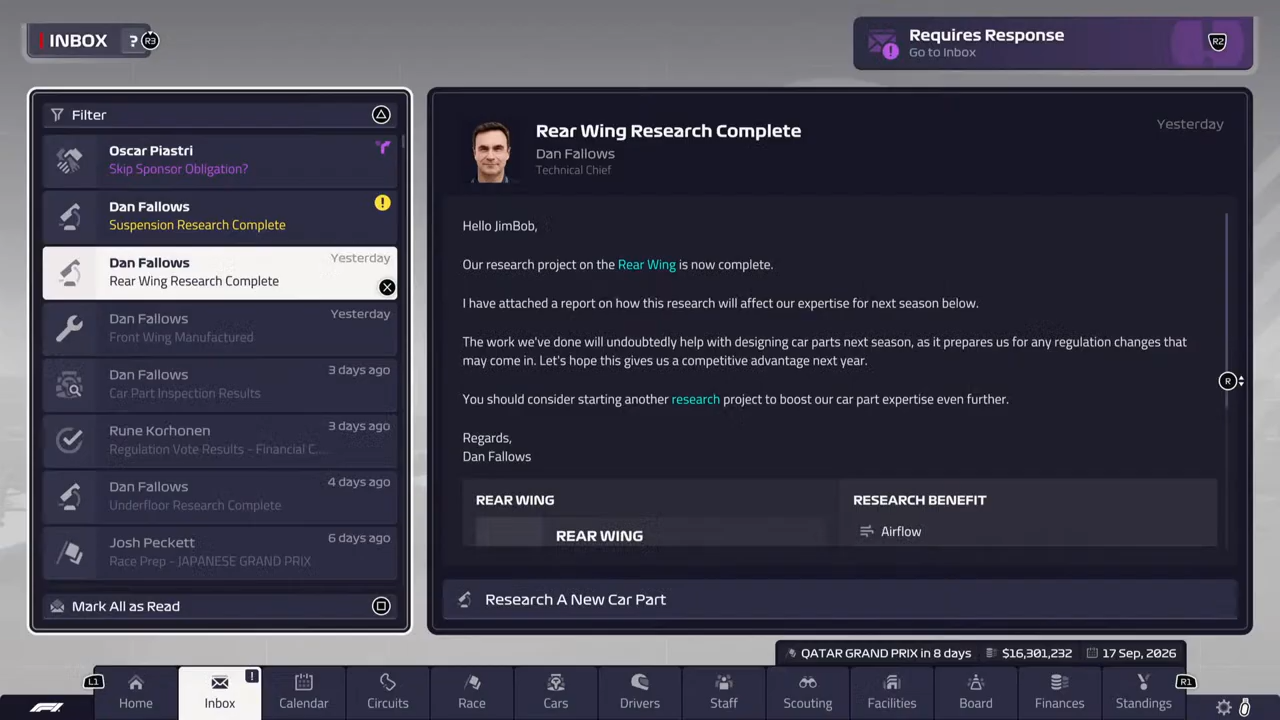 INBOX
?
R3
Requires Response
Go to Inbox
R2
Filter
Oscar Piastri
Skip Sponsor Obligation?
Dan Fallows
Suspension Research Complete
Dan Fallows
Yesterday
Rear Wing Research Complete
Dan Fallows
Yesterday
Front Wing Manufactured
Dan Fallows
3 days ago
Car Part Inspection Results
Rune Korhonen
3 days ago
Regulation Vote Results - Financial C...
Dan Fallows
4 days ago
Underfloor Research Complete
Josh Peckett
6 days ago
Race Prep - JAPANESE GRAND PRIX
Mark All as Read
Rear Wing Research Complete
Yesterday
Dan Fallows
Technical Chief
Hello JimBob,
Our research project on the Rear Wing is now complete.
I have attached a report on how this research will affect our expertise for next season below.
The work we've done will undoubtedly help with designing car parts next season, as it prepares us for any regulation changes that
may come in. Let's hope this gives us a competitive advantage next year.
You should consider starting another research project to boost our car part expertise even further.
Regards,
Dan Fallows
REAR WING
RESEARCH BENEFIT
REAR WING
Airflow
R
Research A New Car Part
QATAR GRAND PRIX in 8 days
$16,301,232
17 Sep, 2026
L1
Home
Inbox
Calendar
Circuits
Race
Cars
Drivers
Staff
Scouting
Facilities
Board
Finances
Standings
R1
F1